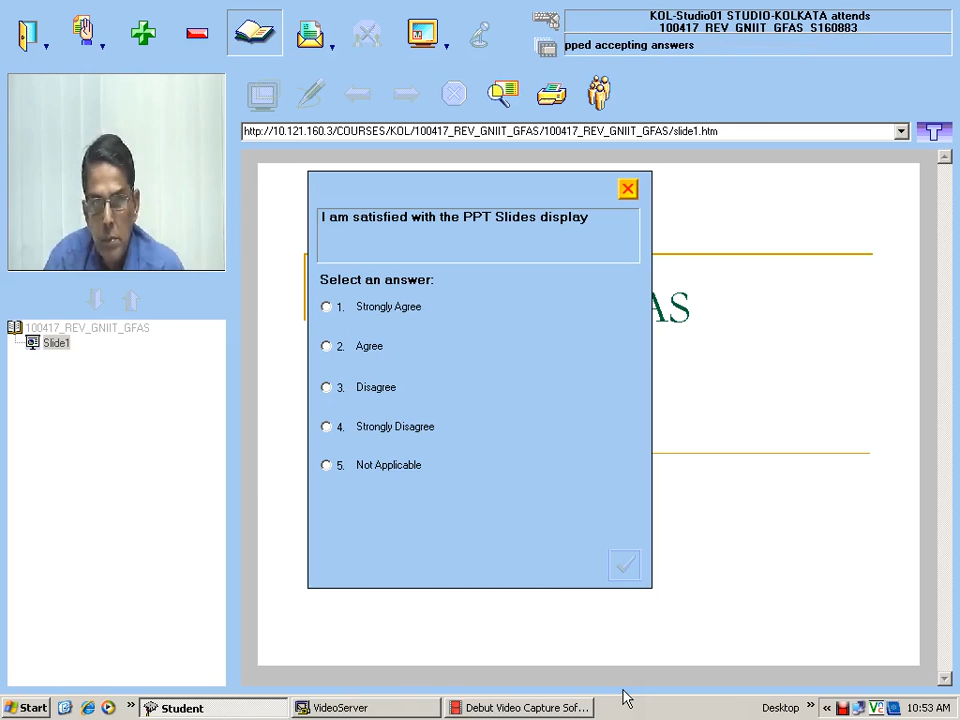 KOL-Studio01 STUDIO-KOLKATA attends
100417_REV_GNIIT_GFAS_S160883
pped accepting answers
http://10.121.160.3/COURSES/KOL/100417_REV_GNIIT_GFAS/100417_REV_GNIIT_GFAS/slide1.htm
T
I am satisfied with the PPT Slides display
Select an answer:
1. Strongly Agree
2. Agree
3. Disagree
4. Strongly Disagree
5. Not Applicable
AS
100417_REV_GNIIT_GFAS
Slide1
Start
Student
VideoServer
Debut Video Capture Sof...
Desktop
10:53 AM